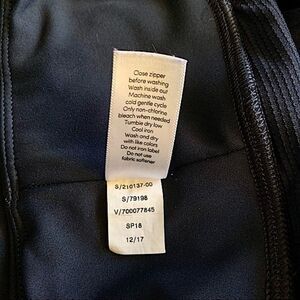 Close zipper
before washing
Wash inside out
Machine wash
cold gentle cycle
Only non-chlorine
bleach when needed
Tumble dry low
Cool iron
Wash and dry
with like colors
Do not iron label
Do not use
fabric softener
S/210137-00
S/79198
V/700077845
SP18
12/17